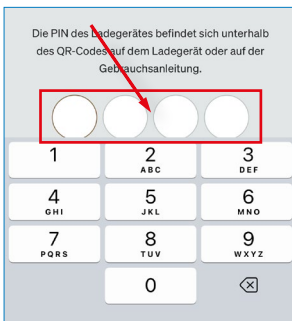 Die PIN des Ladegerätes befindet sich unterhalb
des QR-Codes auf dem Ladegerät oder auf der
Gebrauchsanleitung.
1 2 3
ABC DEF
4 5 6
GHI JKL MNO
7 8 9
PQRS TUV WXYZ
0